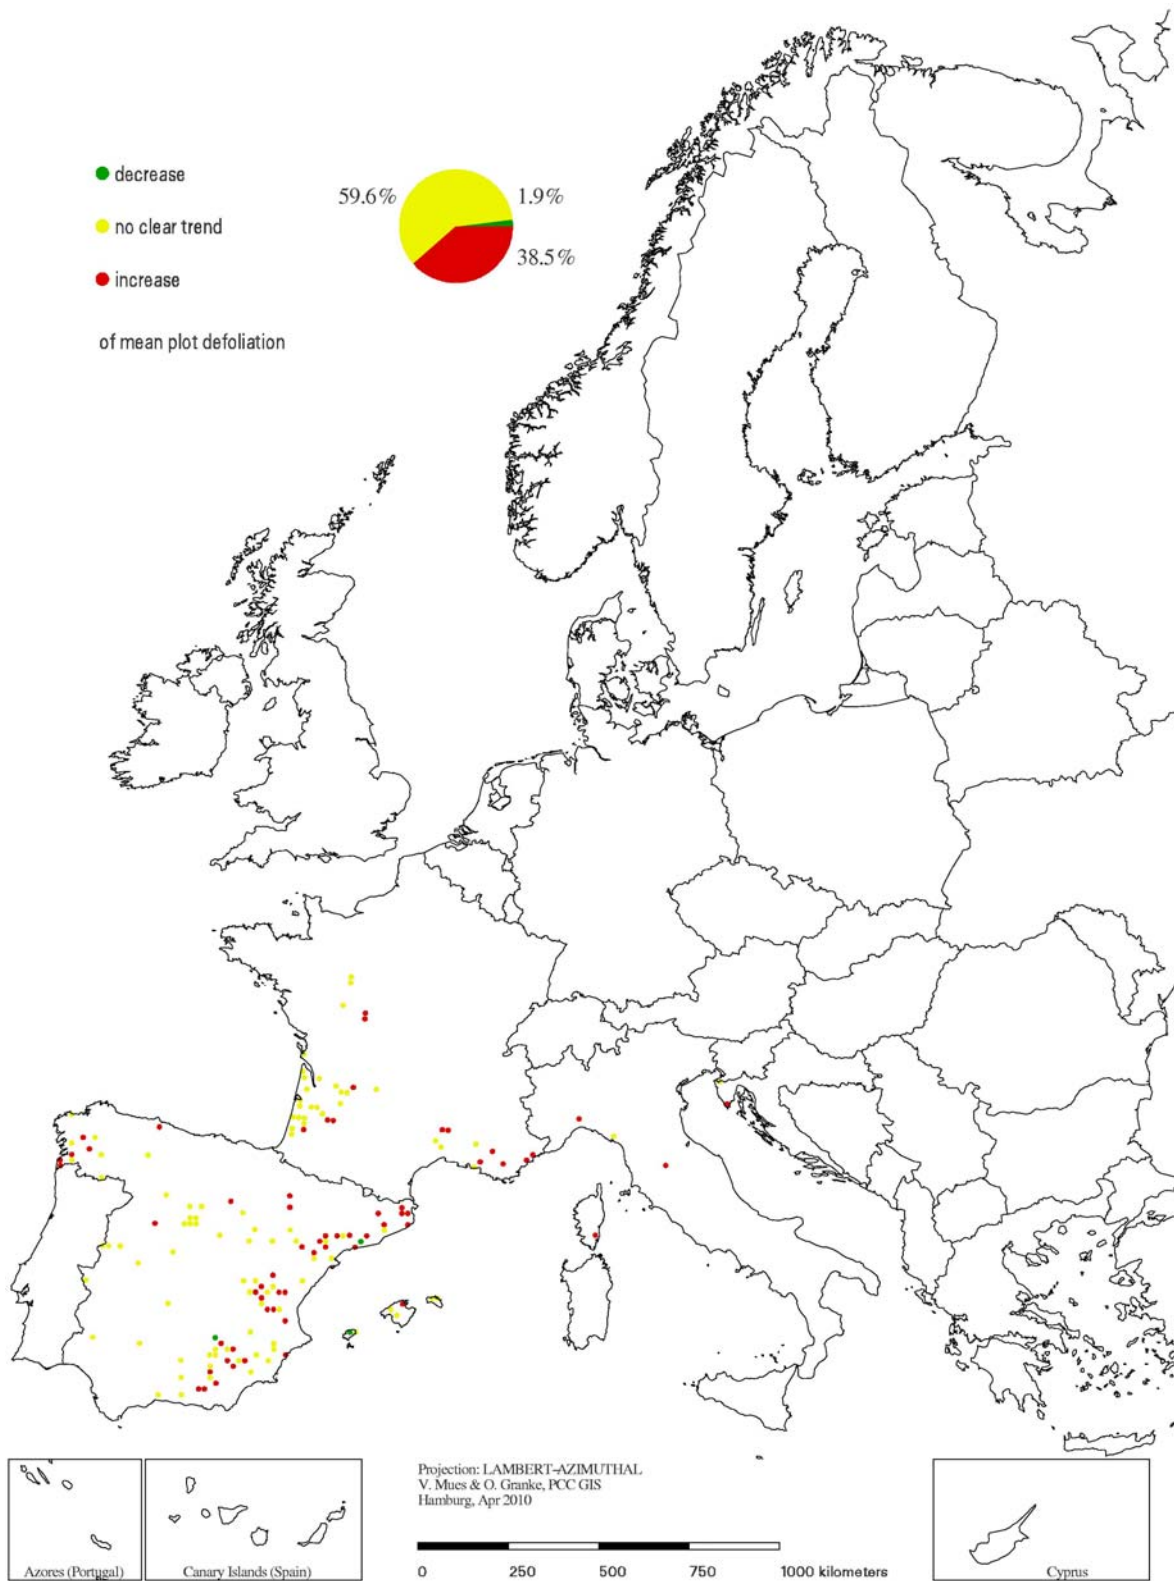 decrease
59.6%
1.9%
no clear trend
38.5%
increase
of mean plot defoliation
Projection: LAMBERT-AZIMUTHAL
V. Mues & O. Granke, PCC GIS
Hamburg, Apr 2010
Azores (Portugal)
Canary Islands (Spain)
Cyprus
0 250 500 750 1000 kilometers